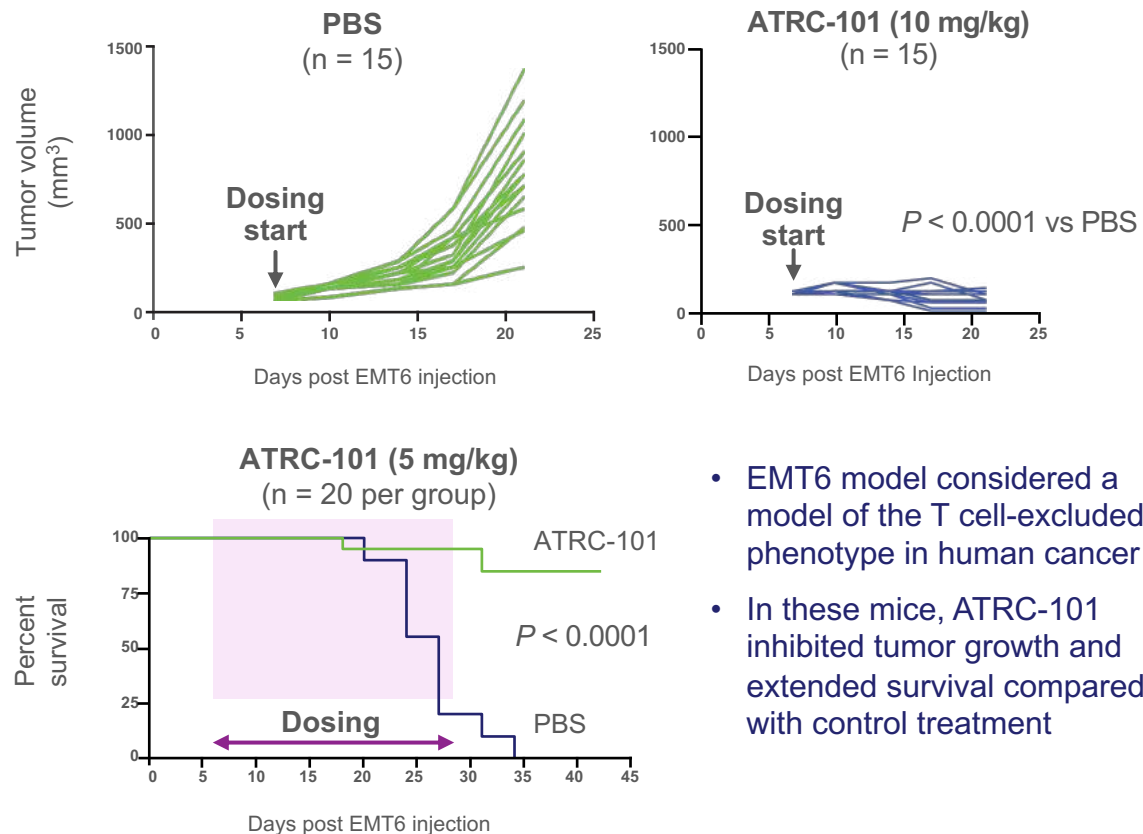 PBS
(n = 15)
1500
1000
500
0
Tumor volume
(mm³)
Dosing
start
0 5 10 15 20 25
Days post EMT6 injection
ATRC-101 (10 mg/kg)
(n = 15)
1500
1000
500
0
Dosing
start
P < 0.0001 vs PBS
0 5 10 15 20 25
Days post EMT6 Injection
ATRC-101 (5 mg/kg)
(n = 20 per group)
100
75
50
25
0
Percent
survival
ATRC-101
P < 0.0001
Dosing
PBS
0 5 10 15 20 25 30 35 40 45
Days post EMT6 injection
• EMT6 model considered a
model of the T cell-excluded
phenotype in human cancer
• In these mice, ATRC-101
inhibited tumor growth and
extended survival compared
with control treatment